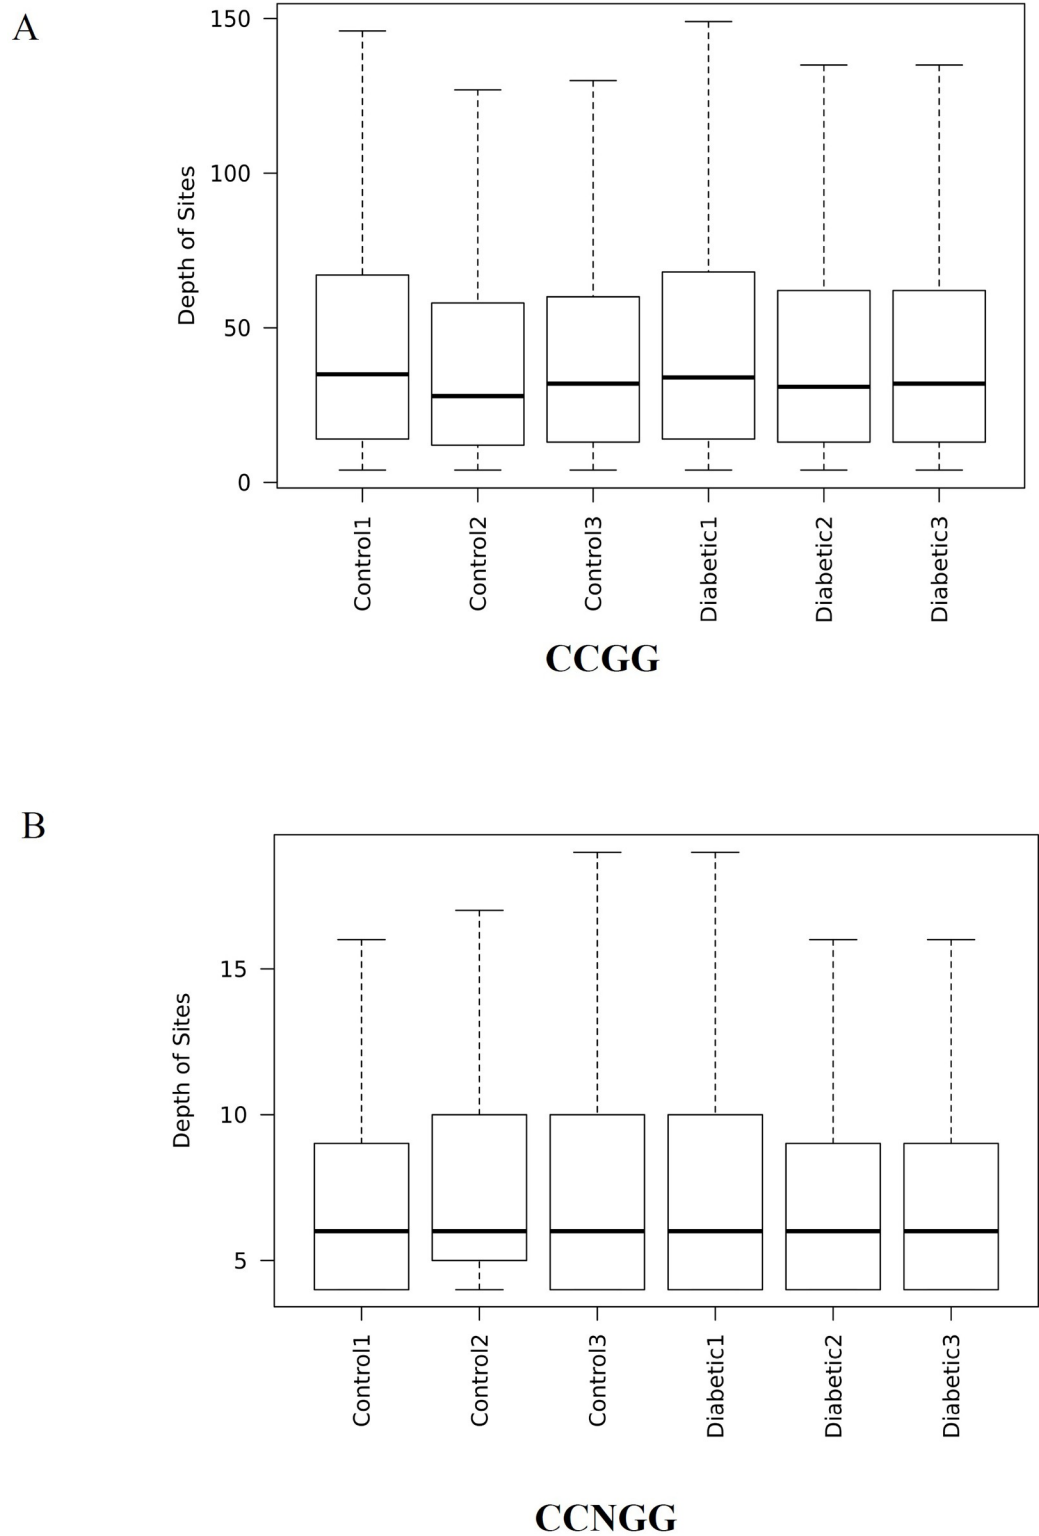 A
150
100
50
0
Depth of Sites
Control1
Control2
Control3
Diabetic1
Diabetic2
Diabetic3
CCGG
B
15
10
5
Depth of Sites
Control1
Control2
Control3
Diabetic1
Diabetic2
Diabetic3
CCNGG